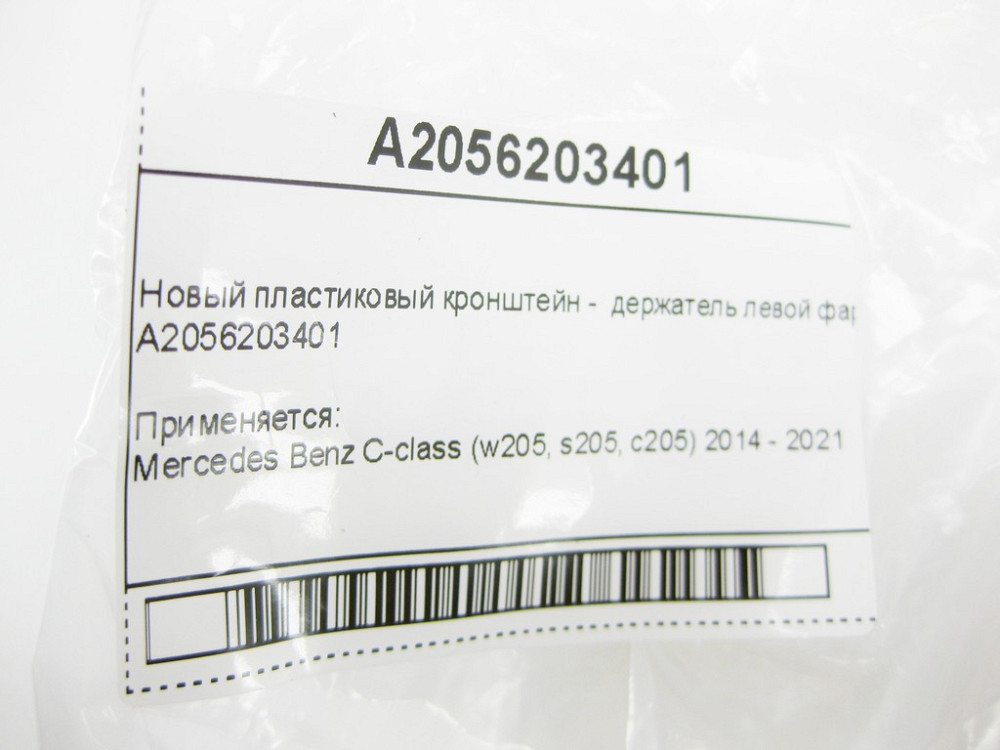 A2056203401
Новый пластиковый кронштейн - держатель левой
A2056203401
Применяется:
Mercedes Benz C-class (w205, s205, c205) 2014 - 2021